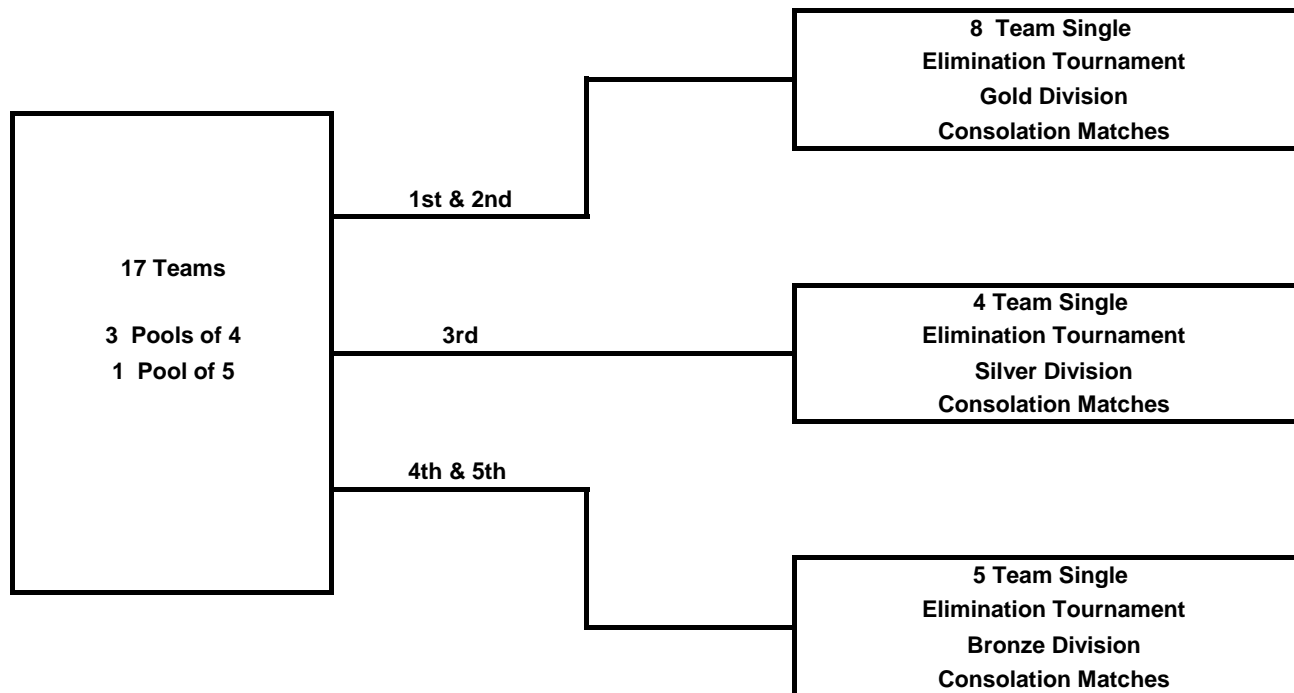 8 Team Single
Elimination Tournament
Gold Division
Consolation Matches
1st & 2nd
17 Teams
3 Pools of 4
1 Pool of 5
3rd
4 Team Single
Elimination Tournament
Silver Division
Consolation Matches
4th & 5th
5 Team Single
Elimination Tournament
Bronze Division
Consolation Matches